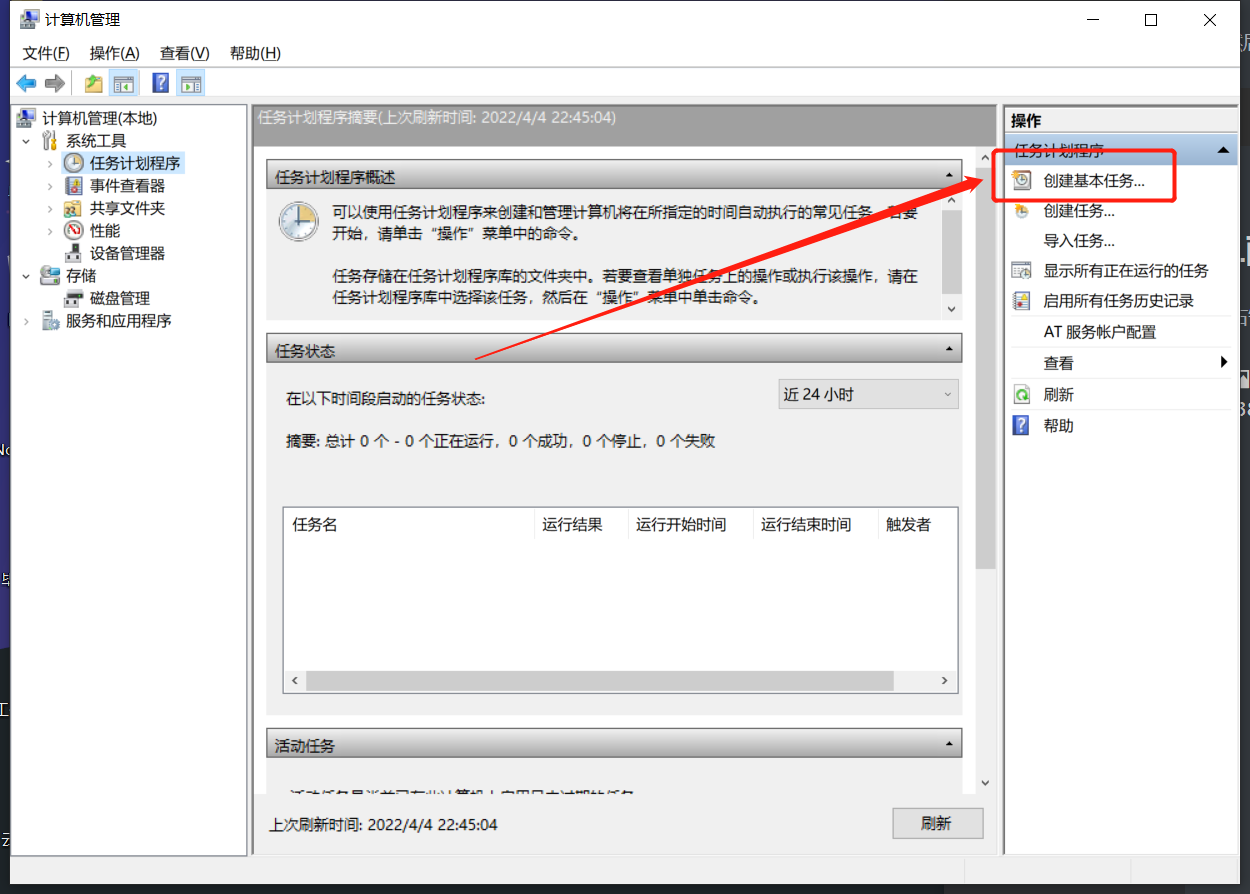 计算机管理
文件(F) 操作(A) 查看(V) 帮助(H)
计算机管理(本地)
系统工具
任务计划程序
事件查看器
共享文件夹
性能
设备管理器
存储
磁盘管理
服务和应用程序
任务计划程序摘要(上次刷新时间: 2022/4/4 22:45:04)
任务计划程序概述
可以使用任务计划程序来创建和管理计算机将在所指定的时间自动执行的常见任务。若要
开始，请单击“操作”菜单中的命令。
任务存储在任务计划程序库的文件夹中。若要查看单独任务上的操作或执行该操作，请在
任务计划程序库中选择该任务，然后在“操作”菜单中单击命令。
任务状态
在以下时间段启动的任务状态:
近 24 小时
摘要: 总计 0 个 - 0 个正在运行，0 个成功，0 个停止，0 个失败
任务名 运行结果 运行开始时间 运行结束时间 触发者
活动任务
上次刷新时间: 2022/4/4 22:45:04
刷新
操作
任务计划程序
创建基本任务...
创建任务...
导入任务...
显示所有正在运行的任务
启用所有任务历史记录
AT 服务帐户配置
查看
刷新
帮助